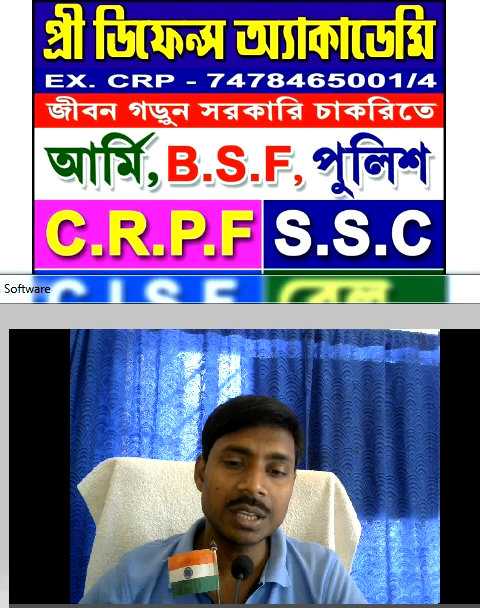 প্রী ডিফেন্স অ্যাকাডেমি
EX. CRP - 7478465001/4
জীবন গড়ুন সরকারি চাকরিতে
আর্মি, B.S.F, পুলিশ
C.R.P.F S.S.C
C.I.S.F রেল
Software